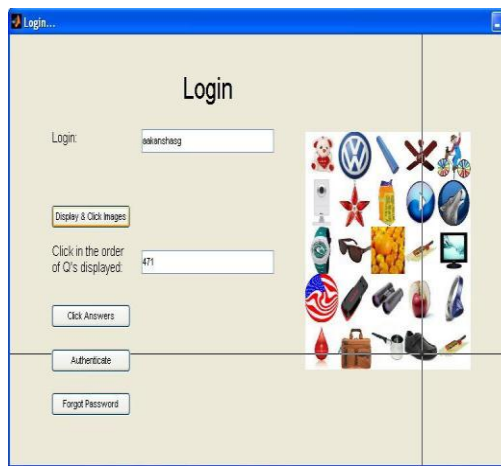 Login...
Login
Login:
aakanshasg
Display & Click Images
Click in the order
of Q's displayed:
471
Click Answers
Authenticate
Forgot Password